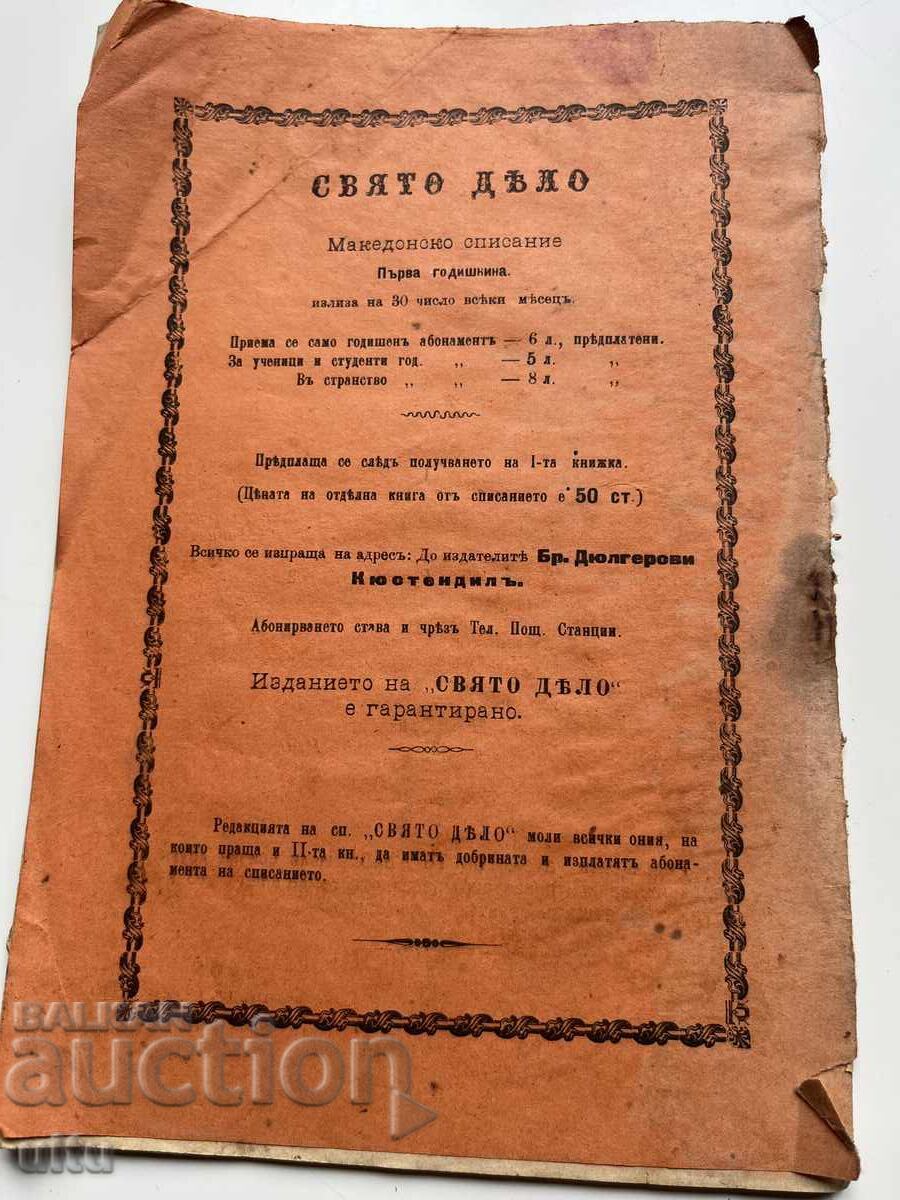 СВЯТО ДѢЛО
Македонско списание
Първа годишнина.
излиза на 30 число всѣки мѣсецъ.
Приема се само годишенъ абонаментъ — 6 л., прѣдплатени.
За ученици и студенти год. „ — 5 л. „
Въ странство „ „ — 8 л. „
Прѣдплаща се слѣдъ получването на I-та книжка.
(Цѣната на отдѣлна книга отъ списанието е 50 ст.)
Всичко се изпраща на адресъ: До издателитѣ Бр. Дюлгерови
Кюстендилъ.
Абонирването става и чрѣзъ Тел. Пощ. Станции.
Изданието на „СВЯТО ДѢЛО“
е гарантирано.
Редакцията на сп. „СВЯТО ДѢЛО“ моли всички ония, на
които праща и II-та кн., да иматъ добрината и изплатятъ абона-
мента на списанието.
BALKAN
auction
ultu